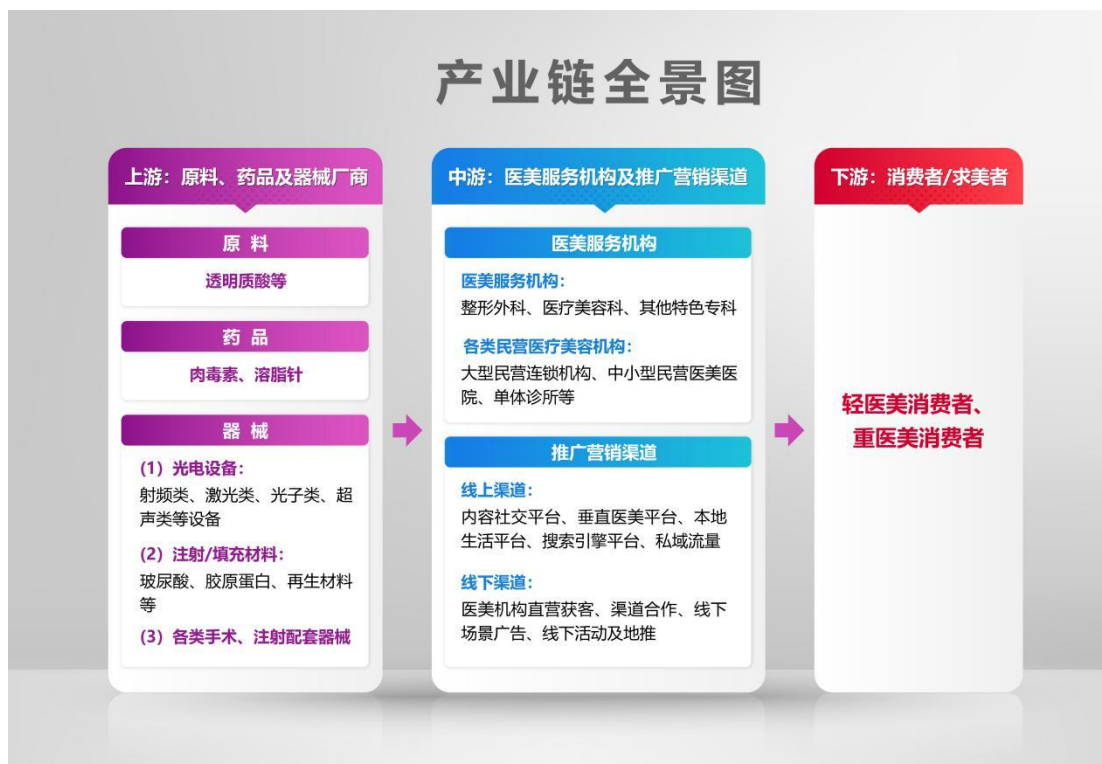 产业链全景图
上游：原料、药品及器械厂商
原 料
透明质酸等
药 品
肉毒素、溶脂针
器 械
(1) 光电设备：
射频类、激光类、光子类、超
声类等设备
(2) 注射/填充材料：
玻尿酸、胶原蛋白、再生材料
等
(3) 各类手术、注射配套器械
中游：医美服务机构及推广营销渠道
医美服务机构
医美服务机构：
整形外科、医疗美容科、其他特色专科
各类民营医疗美容机构：
大型民营连锁机构、中小型民营医美医
院、单体诊所等
推广营销渠道
线上渠道：
内容社交平台、垂直医美平台、本地
生活平台、搜索引擎平台、私域流量
线下渠道：
医美机构直营获客、渠道合作、线下
场景广告、线下活动及地推
下游：消费者/求美者
轻医美消费者、
重医美消费者